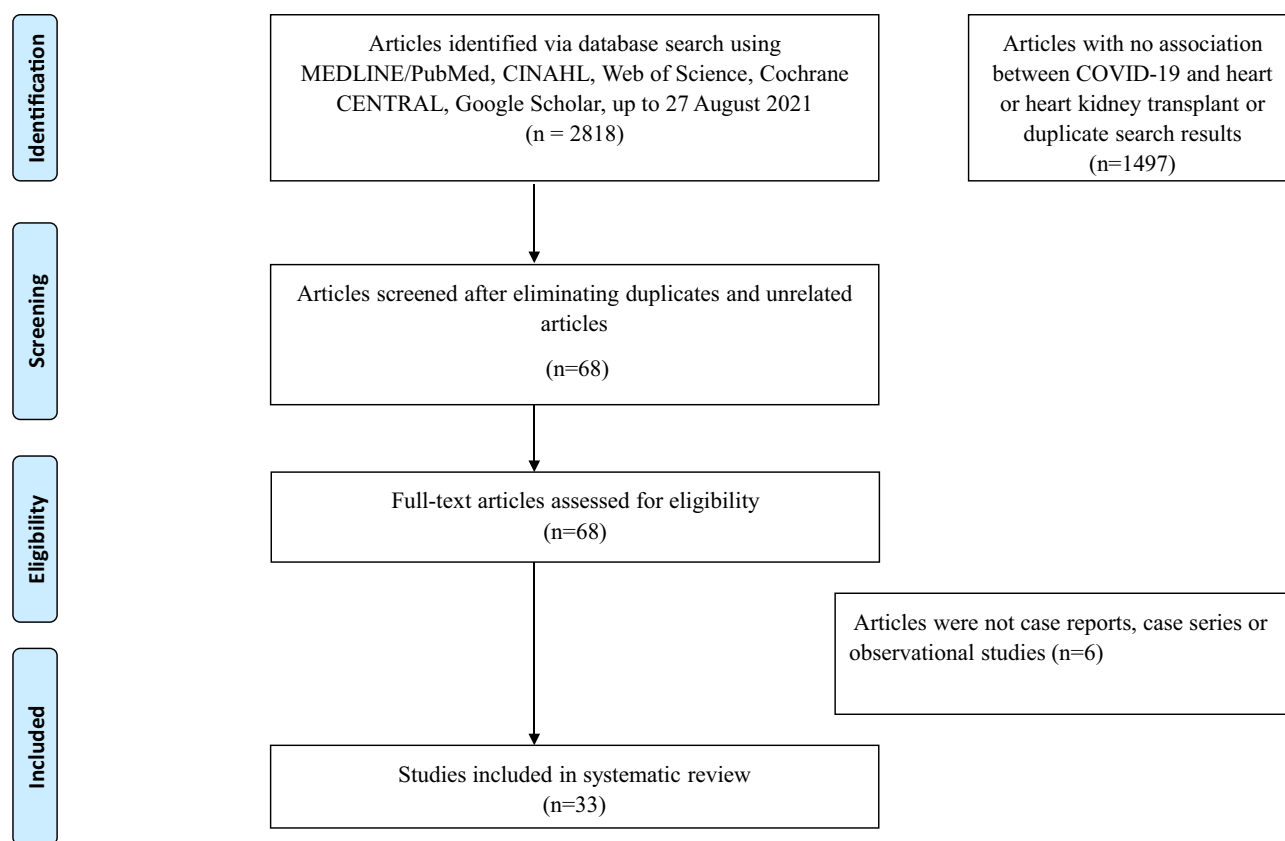 Identification
Articles identified via database search using
MEDLINE/PubMed, CINAHL, Web of Science, Cochrane
CENTRAL, Google Scholar, up to 27 August 2021
(n = 2818)
Articles with no association
between COVID-19 and heart
or heart kidney transplant or
duplicate search results
(n=1497)
Screening
Articles screened after eliminating duplicates and unrelated
articles
(n=68)
Eligibility
Full-text articles assessed for eligibility
(n=68)
Articles were not case reports, case series or
observational studies (n=6)
Included
Studies included in systematic review
(n=33)